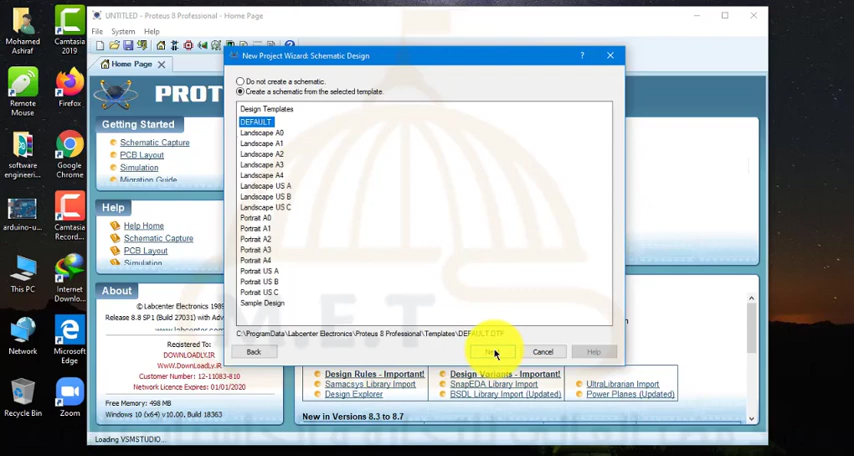 Mohamed Ashraf
Camtasia 2019
Remote Mouse
Firefox
software engineeri...
Google Chrome
arduino-u...
Camtasia Record...
This PC
Internet Downlo...
Network
Microsoft Edge
Recycle Bin
Zoom
UNTITLED - Proteus 8 Professional - Home Page
File System Help
Home Page
PROT
Getting Started
Schematic Capture
PCB Layout
Simulation
Migration Guide
Help
Help Home
Schematic Capture
PCB Layout
Simulation
About
© Labcenter Electronics 1989
Release 8.8 SP1 (Build 27031) with Adv
www.labcenter.com
Registered To:
DOWNLOADLY.IR
WwW.DownLoadLy.iR
Customer Number: 12-11083-810
Network Licence Expires: 01/01/2020
Free Memory: 498 MB
Windows 10 (x64) v10.00, Build 18363
Loading VSMSTUDIO...
New Project Wizard: Schematic Design
Do not create a schematic.
Create a schematic from the selected template.
Design Templates
DEFAULT
Landscape A0
Landscape A1
Landscape A2
Landscape A3
Landscape A4
Landscape US A
Landscape US B
Landscape US C
Portrait A0
Portrait A1
Portrait A2
Portrait A3
Portrait A4
Portrait US A
Portrait US B
Portrait US C
Sample Design
M.E.T
C:\ProgramData\Labcenter Electronics\Proteus 8 Professional\Templates\DEFAULT.DTF
Back
Cancel
Help
Design Rules - Important!
Design Variants - Important!
Samacsys Library Import
SnapEDA Library Import
UltraLibrarian Import
Design Explorer
BSDL Library Import (Updated)
Power Planes (Updated)
New in Versions 8.3 to 8.7